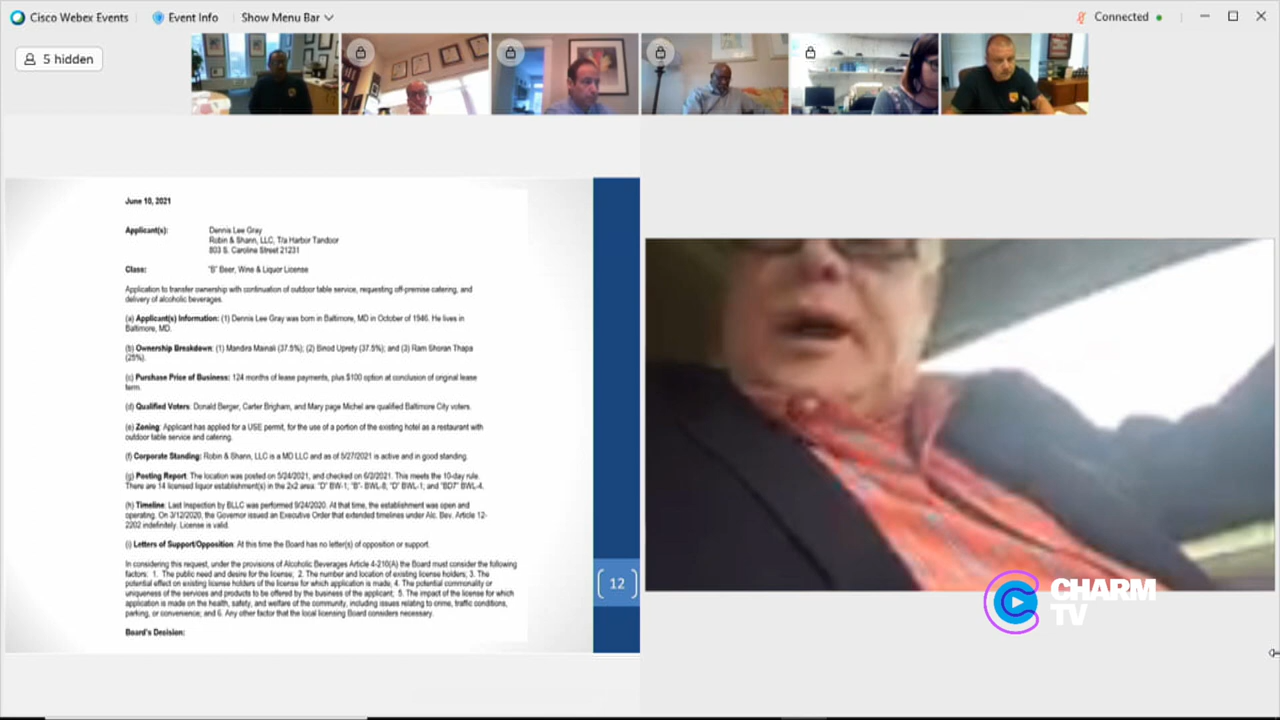 Cisco Webex Events
Event Info
Show Menu Bar
Connected
5 hidden
June 10, 2021
Applicant(s):
Dennis Lee Gray
Robin & Shann, LLC, T/a Harbor Tandoor
803 S. Caroline Street 21231
Class:
"B" Beer, Wine & Liquor License
Application to transfer ownership with continuation of outdoor table service, requesting off-premise catering, and
delivery of alcoholic beverages.
(a) Applicant(s) Information: (1) Dennis Lee Gray was born in Baltimore, MD in October of 1946. He lives in
Baltimore, MD.
(b) Ownership Breakdown: (1) Mandira Mainali (37.5%); (2) Binod Uprety (37.5%); and (3) Ram Shoran Thapa
(25%).
(c) Purchase Price of Business: 124 months of lease payments, plus $100 option at conclusion of original lease
term.
(d) Qualified Voters: Donald Berger, Carter Brigham, and Mary page Michel are qualified Baltimore City voters.
(e) Zoning: Applicant has applied for a USE permit, for the use of a portion of the existing hotel as a restaurant with
outdoor table service and catering.
(f) Corporate Standing: Robin & Shann, LLC is a MD LLC and as of 5/27/2021 is active and in good standing.
(g) Posting Report: The location was posted on 5/24/2021, and checked on 6/2/2021. This meets the 10-day rule.
There are 14 licensed liquor establishment(s) in the 2x2 area: "D" BW-1, "B"- BWL-8, "D" BWL-1, and "BD7" BWL-4.
(h) Timeline: Last Inspection by BLLC was performed 9/24/2020. At that time, the establishment was open and
operating. On 3/12/2020, the Governor issued an Executive Order that extended timelines under Alc. Bev. Article 12-
2202 indefinitely. License is valid.
(i) Letters of Support/Opposition: At this time the Board has no letter(s) of opposition or support.
In considering this request, under the provisions of Alcoholic Beverages Article 4-210(A) the Board must consider the following
factors: 1. The public need and desire for the license; 2. The number and location of existing license holders; 3. The
potential effect on existing license holders of the license for which application is made; 4. The potential commonality or
uniqueness of the services and products to be offered by the business of the applicant; 5. The impact of the license for which
application is made on the health, safety, and welfare of the community, including issues relating to crime, traffic conditions,
parking, or convenience; and 6. Any other factor that the local licensing Board considers necessary.
Board's Decision:
12
CHARM
TV